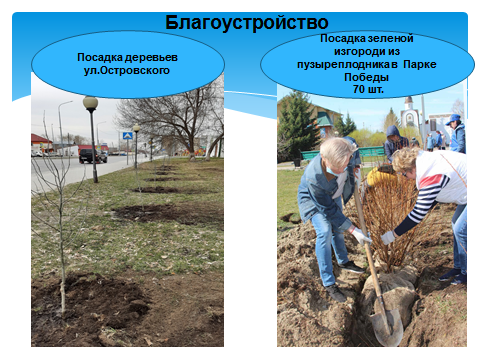 Благоустройство
Посадка деревьев
ул.Островского
Посадка зеленой
изгороди из
пузыреплодника в Парке
Победы
70 шт.